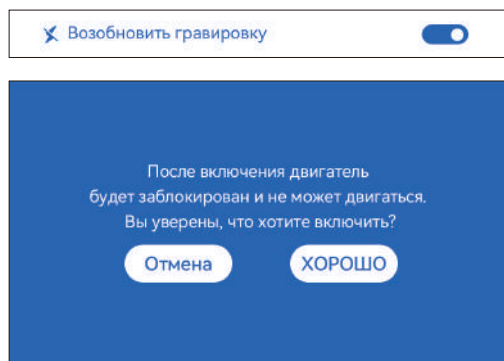 Возобновить гравировку
После включения двигатель
будет заблокирован и не может двигаться.
Вы уверены, что хотите включить?
Отмена ХОРОШО